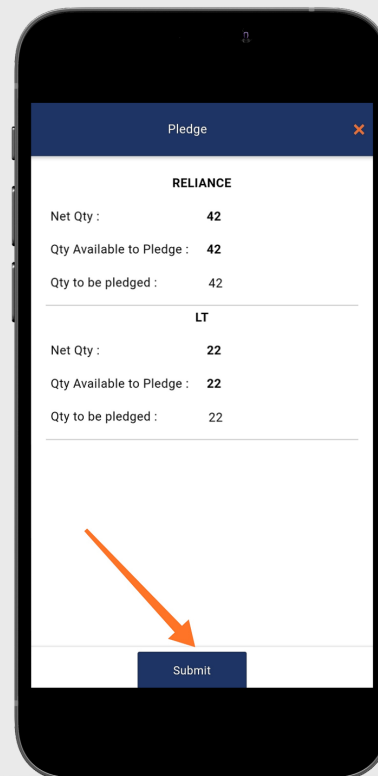 Pledge
RELIANCE
Net Qty : 42
Qty Available to Pledge : 42
Qty to be pledged : 42
LT
Net Qty : 22
Qty Available to Pledge : 22
Qty to be pledged : 22
Submit